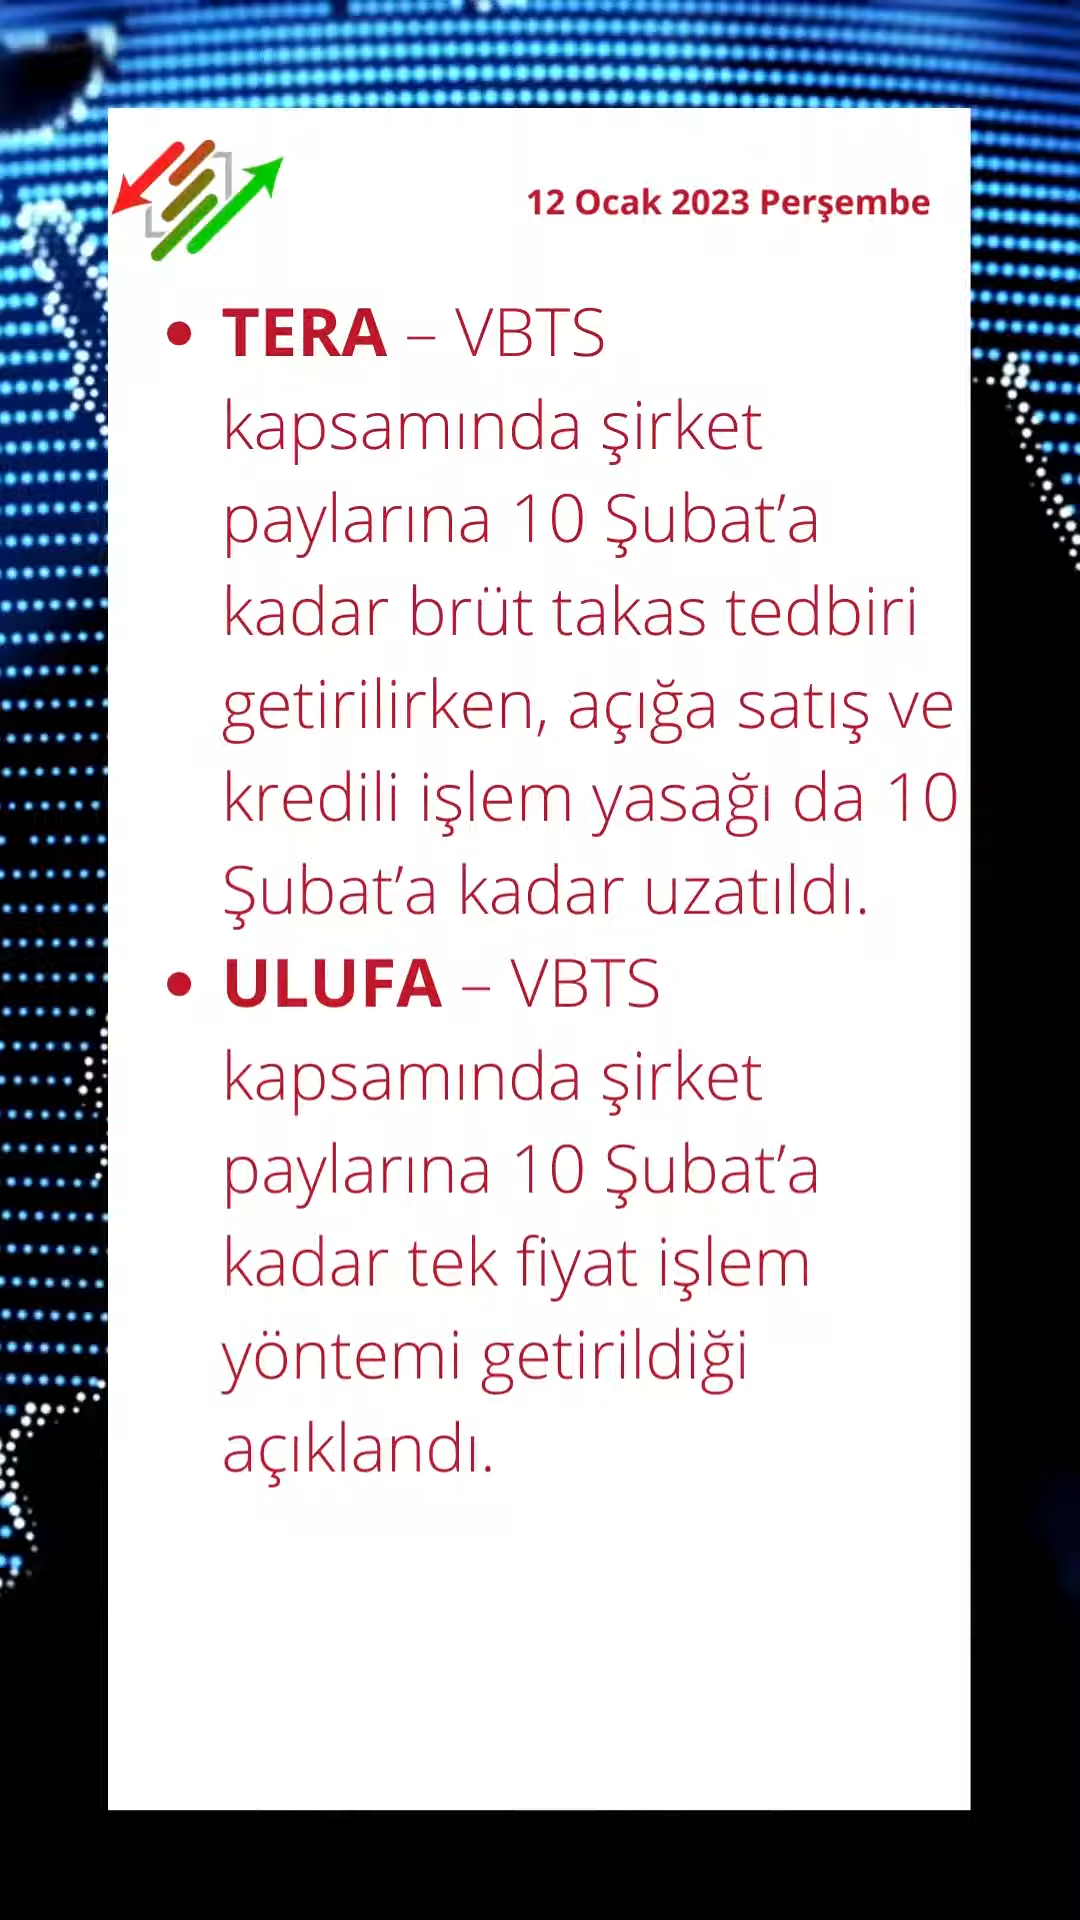 12 Ocak 2023 Perşembe
• TERA – VBTS
kapsamında şirket
paylarına 10 Şubat’a
kadar brüt takas tedbiri
getirilirken, açığa satış ve
kredili işlem yasağı da 10
Şubat’a kadar uzatıldı.
• ULUFA – VBTS
kapsamında şirket
paylarına 10 Şubat’a
kadar tek fiyat işlem
yöntemi getirildiği
açıklandı.